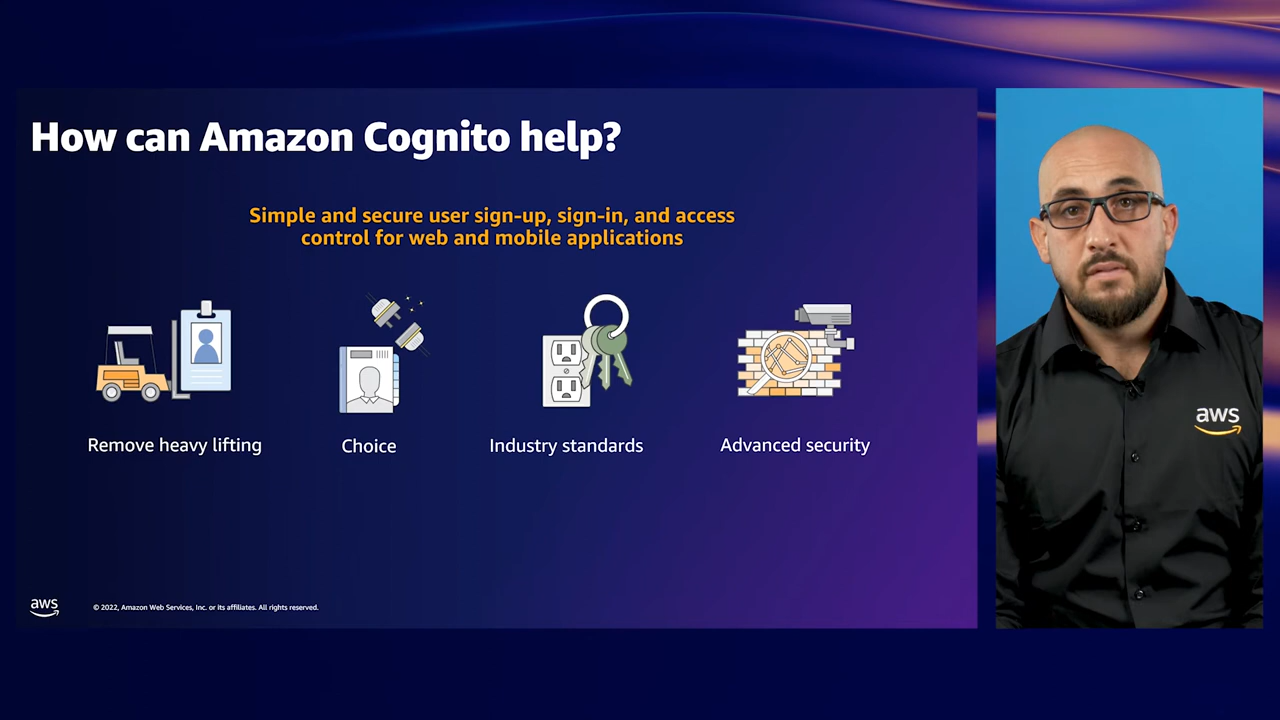 How can Amazon Cognito help?
Simple and secure user sign-up, sign-in, and access
control for web and mobile applications
Remove heavy lifting
Choice
Industry standards
Advanced security
aws
aws
© 2022, Amazon Web Services, Inc. or its affiliates. All rights reserved.